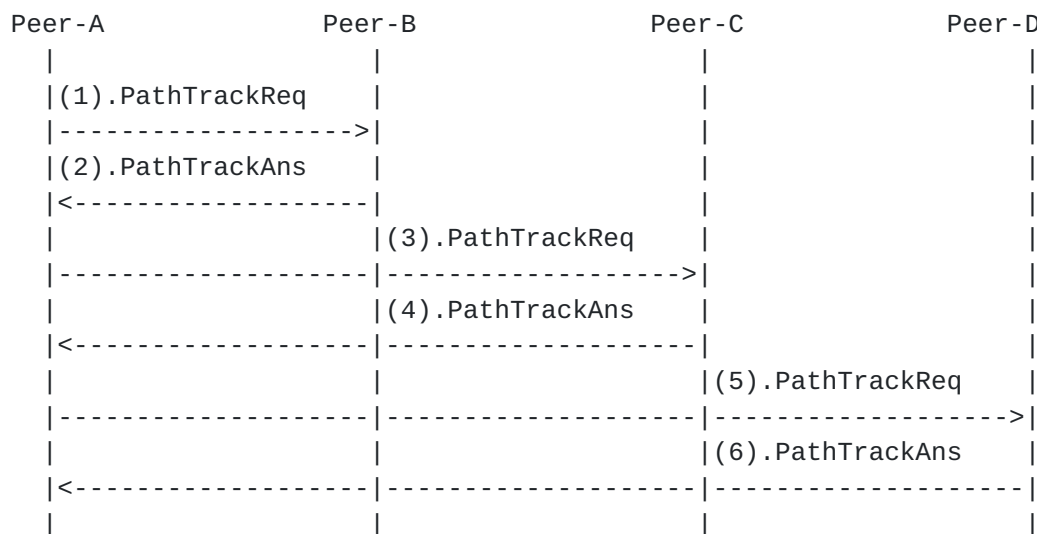 Peer-A Peer-B Peer-C Peer-D
(1).PathTrackReq
(2).PathTrackAns
(3).PathTrackReq
(4).PathTrackAns
(5).PathTrackReq
(6).PathTrackAns